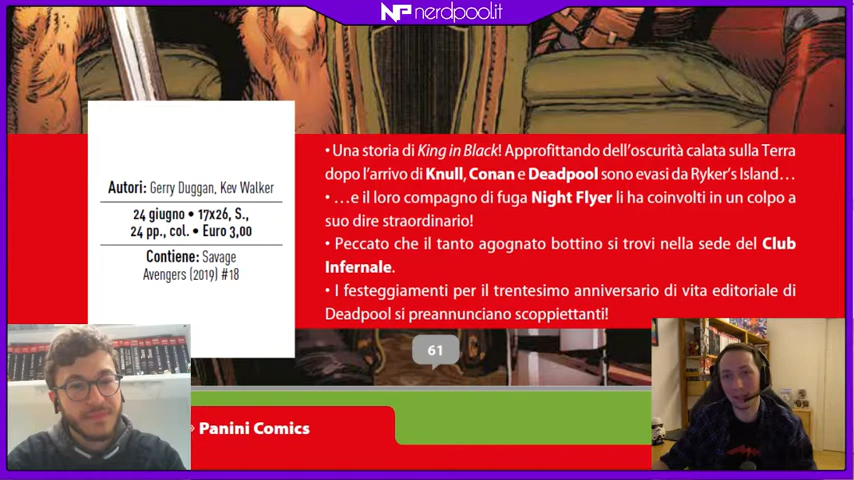 NP nerdpool.it
Autori: Gerry Duggan, Kev Walker
24 giugno • 17x26, S.,
24 pp., col. • Euro 3,00
Contiene: Savage
Avengers (2019) #18
• Una storia di King in Black! Approfittando dell'oscurità calata sulla Terra
dopo l'arrivo di Knull, Conan e Deadpool sono evasi da Ryker's Island…
• …e il loro compagno di fuga Night Flyer li ha coinvolti in un colpo a
suo dire straordinario!
• Peccato che il tanto agognato bottino si trovi nella sede del Club
Infernale.
• I festeggiamenti per il trentesimo anniversario di vita editoriale di
Deadpool si preannunciano scoppiettanti!
61
» Panini Comics